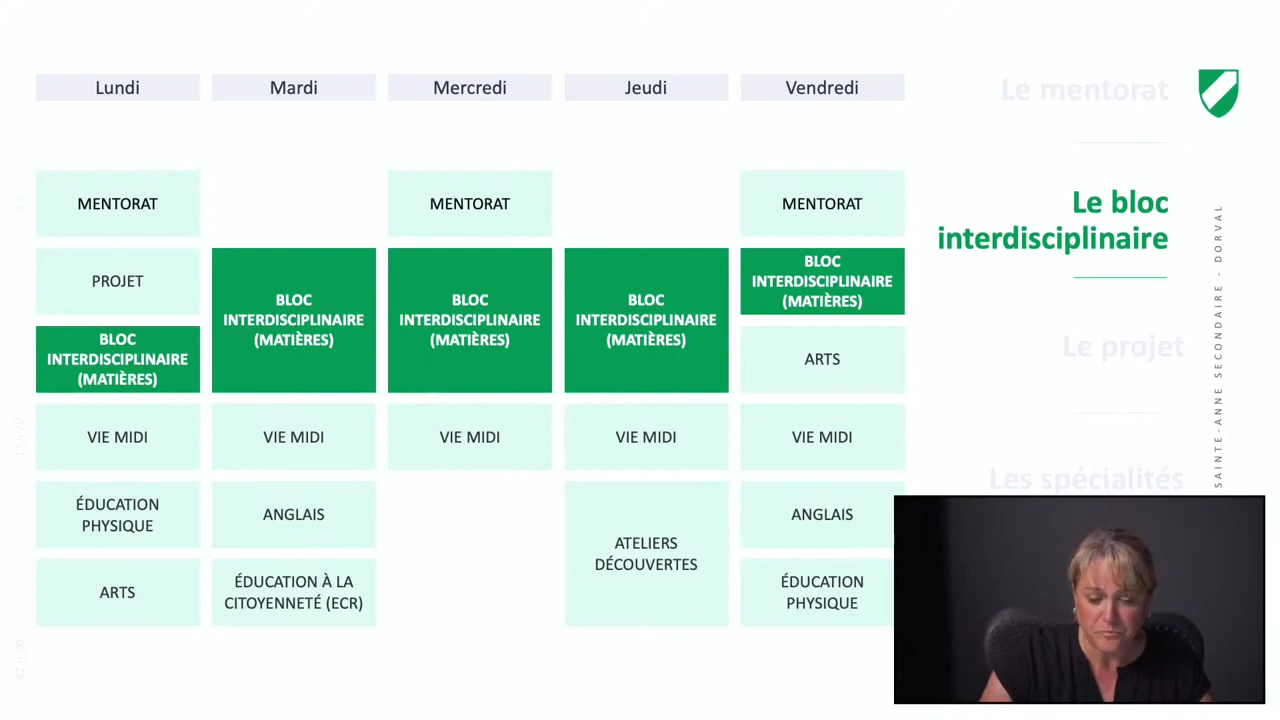 Lundi
Mardi
Mercredi
Jeudi
Vendredi
Le mentorat
MENTORAT
MENTORAT
MENTORAT
Le bloc
interdisciplinaire
PROJET
BLOC
INTERDISCIPLINAIRE
(MATIÈRES)
BLOC
INTERDISCIPLINAIRE
(MATIÈRES)
BLOC
INTERDISCIPLINAIRE
(MATIÈRES)
BLOC
INTERDISCIPLINAIRE
(MATIÈRES)
BLOC
INTERDISCIPLINAIRE
(MATIÈRES)
ARTS
Le projet
VIE MIDI
VIE MIDI
VIE MIDI
VIE MIDI
VIE MIDI
Les spécialités
ÉDUCATION
PHYSIQUE
ANGLAIS
ATELIERS
DÉCOUVERTES
ANGLAIS
ARTS
ÉDUCATION À LA
CITOYENNETÉ (ECR)
ÉDUCATION
PHYSIQUE
SAINTE-ANNE SECONDAIRE - DORVAL